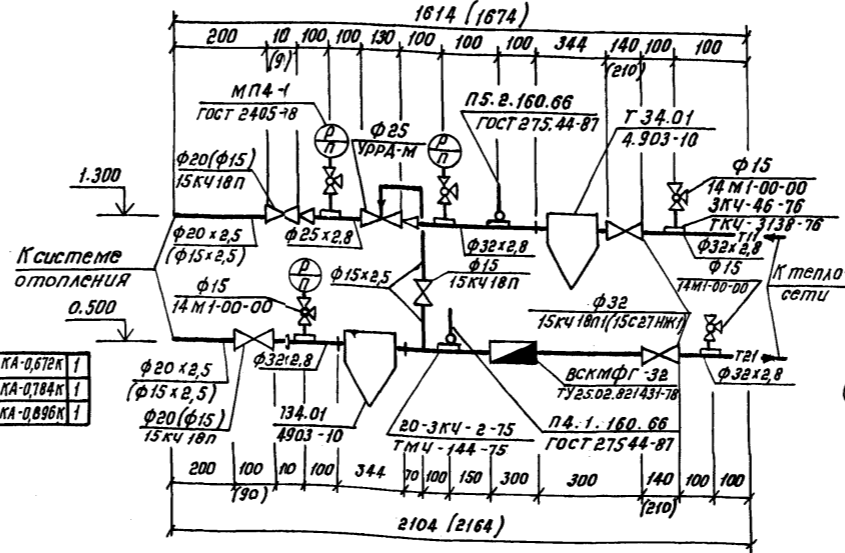 1614 (1674)
200 10 100 100 130 100 100 100 344 140 100 100
(9) (210)
МП4-1
ГОСТ 2405-78
Р
П
ф25
УРРД-М
Р
П
П5.2.160.66
ГОСТ 275.44-87
Т 34.01
4.903-10
ф20(ф15)
15кч18п
ф15
14М1-00-00
ЗКЧ-46-76
ТКЧ-3138-76
1.300
ф20×2,5
(ф15×2,5)
ф25×2,8
ф32×2,8
ф32×2,8
Т11
К системе
отопления
К тепло-
сети
Р
П
ф15
14М1-00-00
ф15×2,5
ф15
15кч18п
ф15
14М1-00-00
ф32
15кч18п1(15с27нж1)
0.500
Т21
КА-0,672К 1
КА-0,784К 1
КА-0,896К 1
ф20×2,5
(ф15×2,5)
ф32×2,8
ф32×2,8
ВСКМФГ-32
ТУ25.02.821431-78
ф20(ф15)
15кч18п
Т34.01
4903-10
20-3КЧ-2-75
ТМЧ-144-75
П4.1.160.66
ГОСТ 27544-87
200 100 100 344 70 100 150 300 300 140 100 100
(90) (210)
2104 (2164)